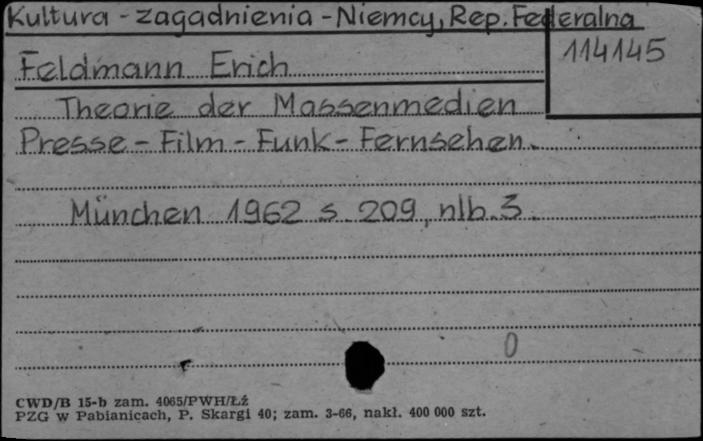 Kultura - zagadnienia - Niemcy, Rep. Federalna
114145
Feldmann Erich
Theorie der Massenmedien
Presse - Film - Funk - Fernsehen.
München 1962 s. 209, nlb. 3.
0
CWD/B 15-b zam. 4065/PWH/Łź
PZG w Pabianicach, P. Skargi 40; zam. 3-66, nakł. 400 000 szt.